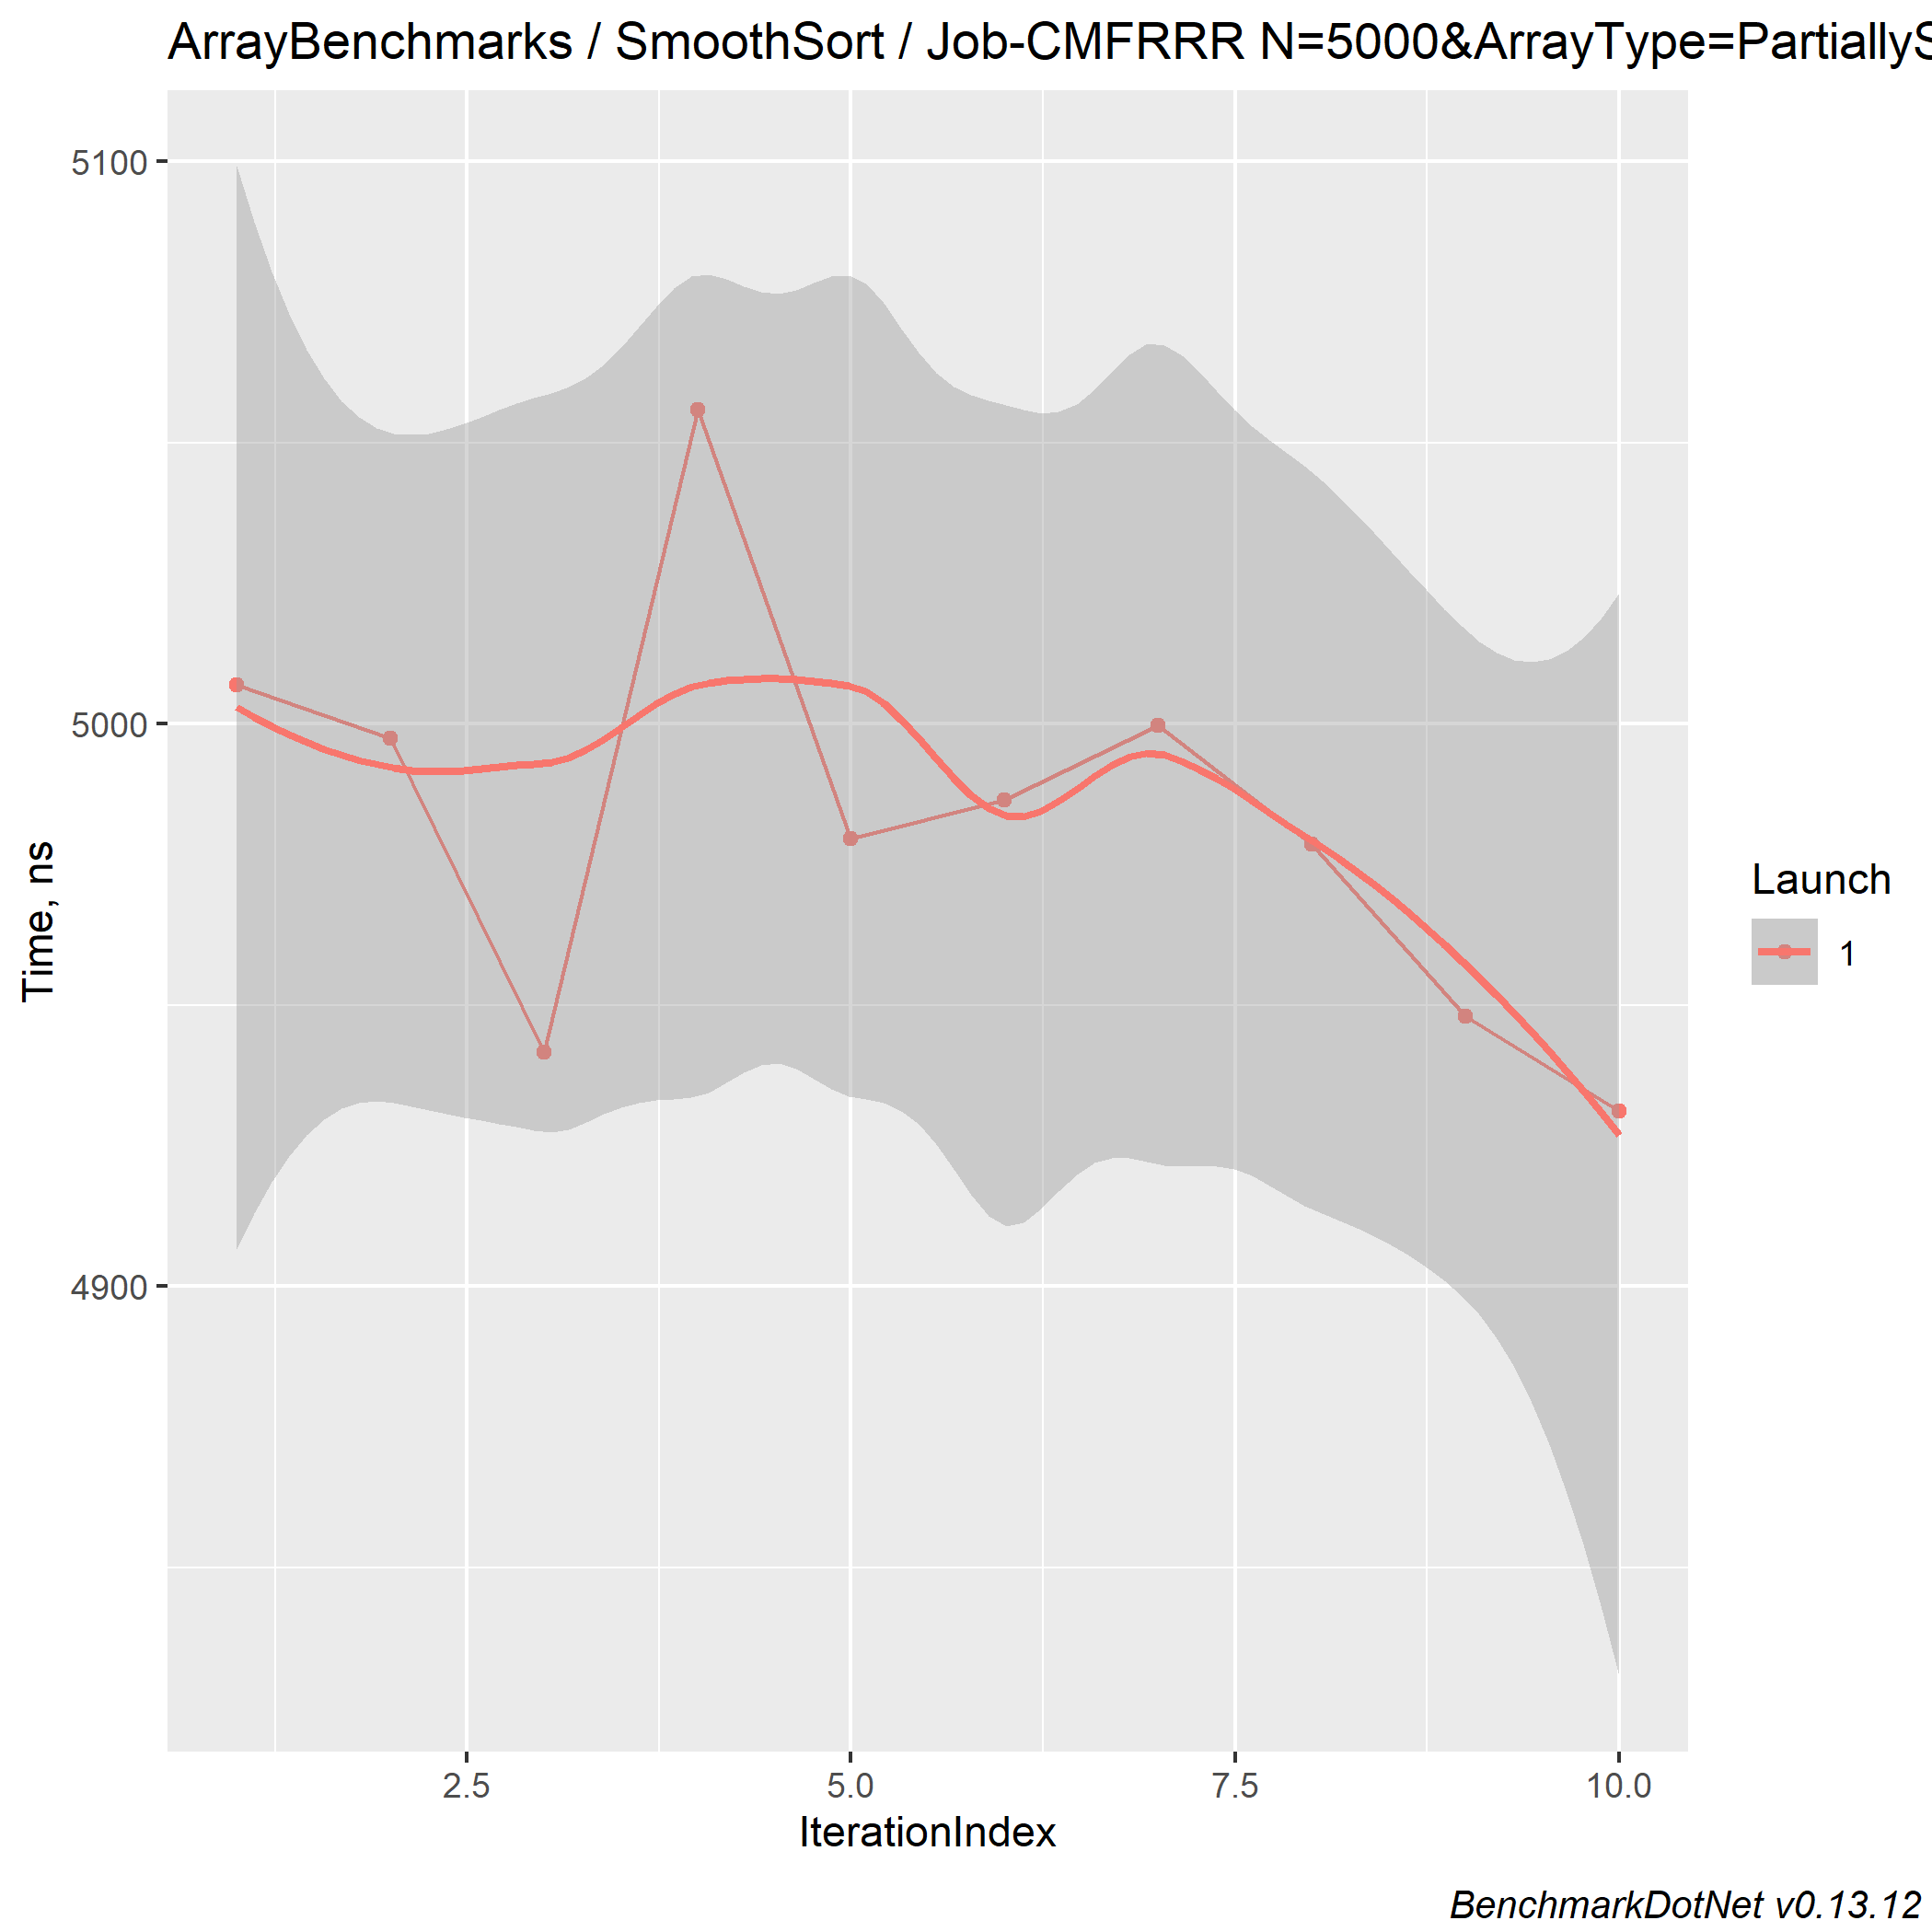 ArrayBenchmarks / SmoothSort / Job-CMFRRR N=5000&ArrayType=PartiallyS
5100
5000
4900
Time, ns
2.5 5.0 7.5 10.0
IterationIndex
Launch
1
BenchmarkDotNet v0.13.12